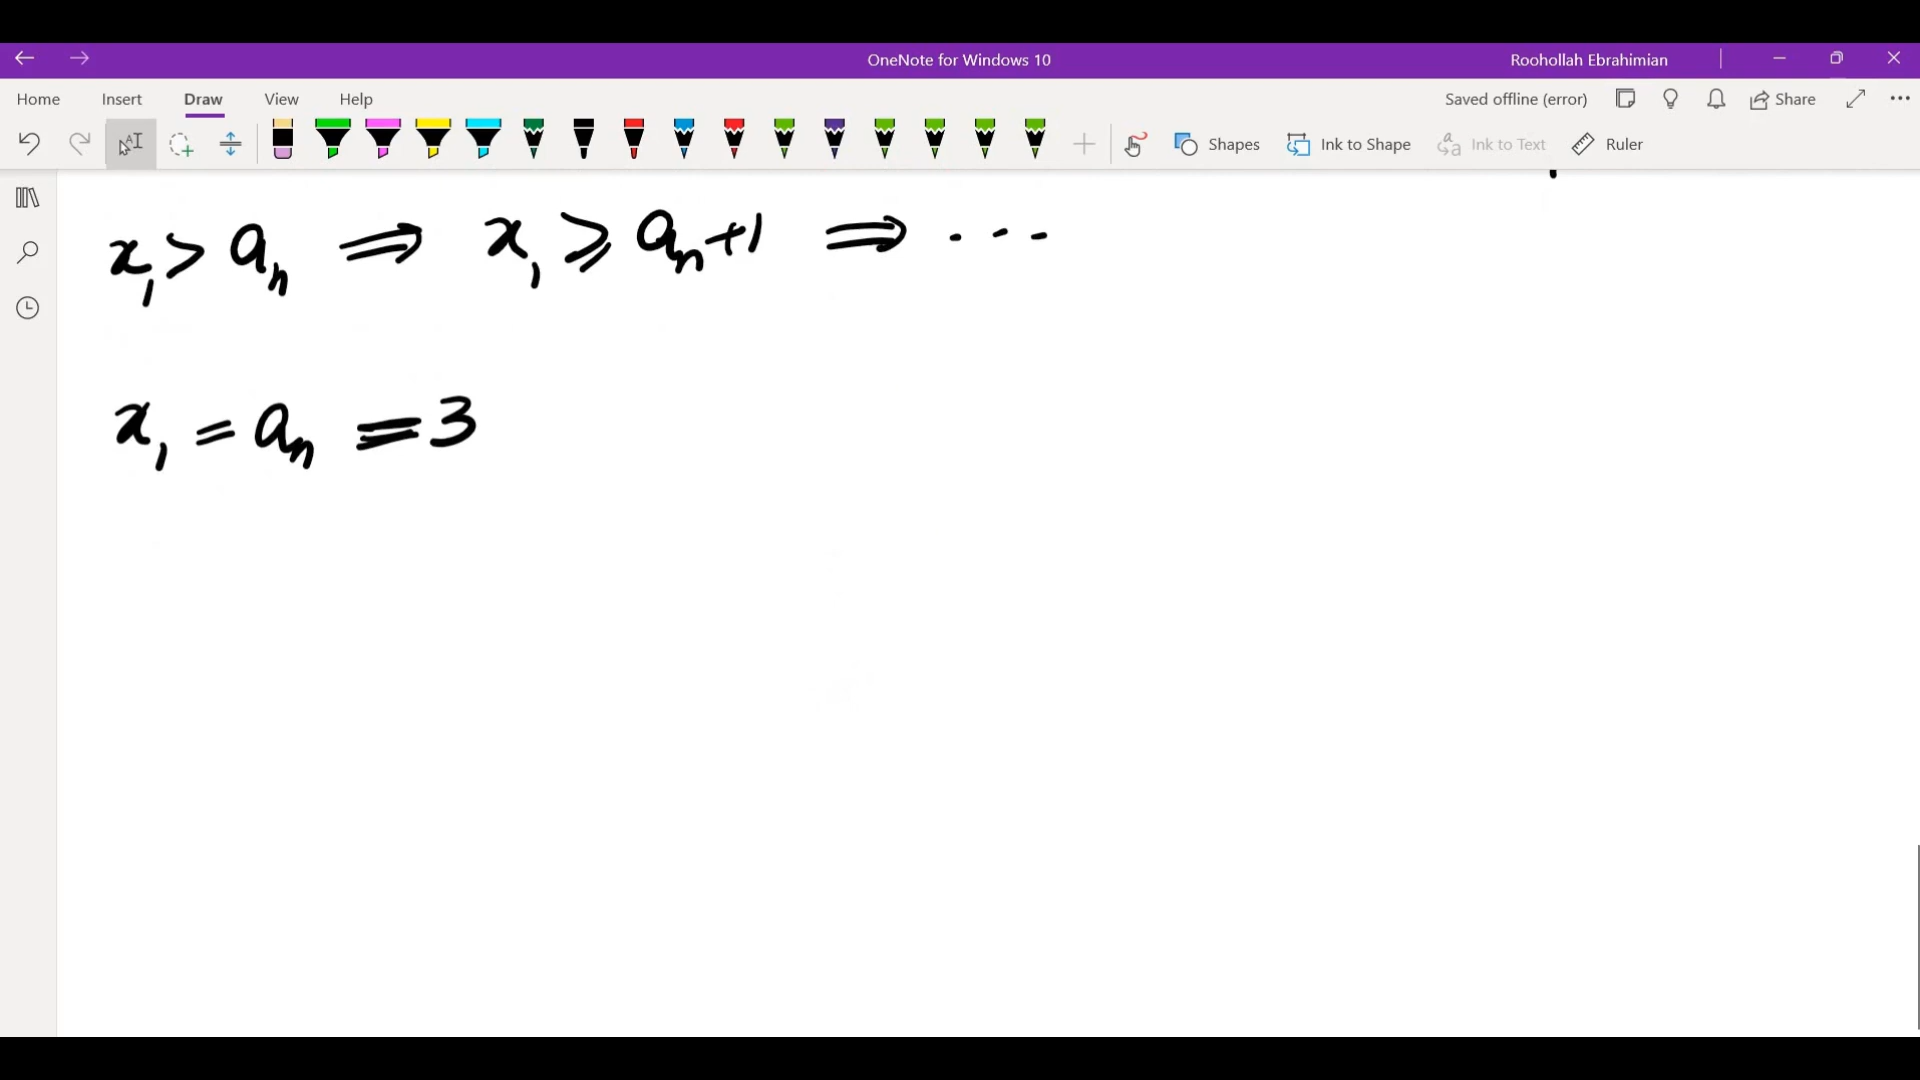 OneNote for Windows 10
Roohollah Ebrahimian
Home Insert Draw View Help
Saved offline (error) Share
Shapes Ink to Shape Ink to Text Ruler
x₁ > aₙ ⟹ x₁ ⩾ aₙ+1 ⟹ ...
x₁ = aₙ = 3